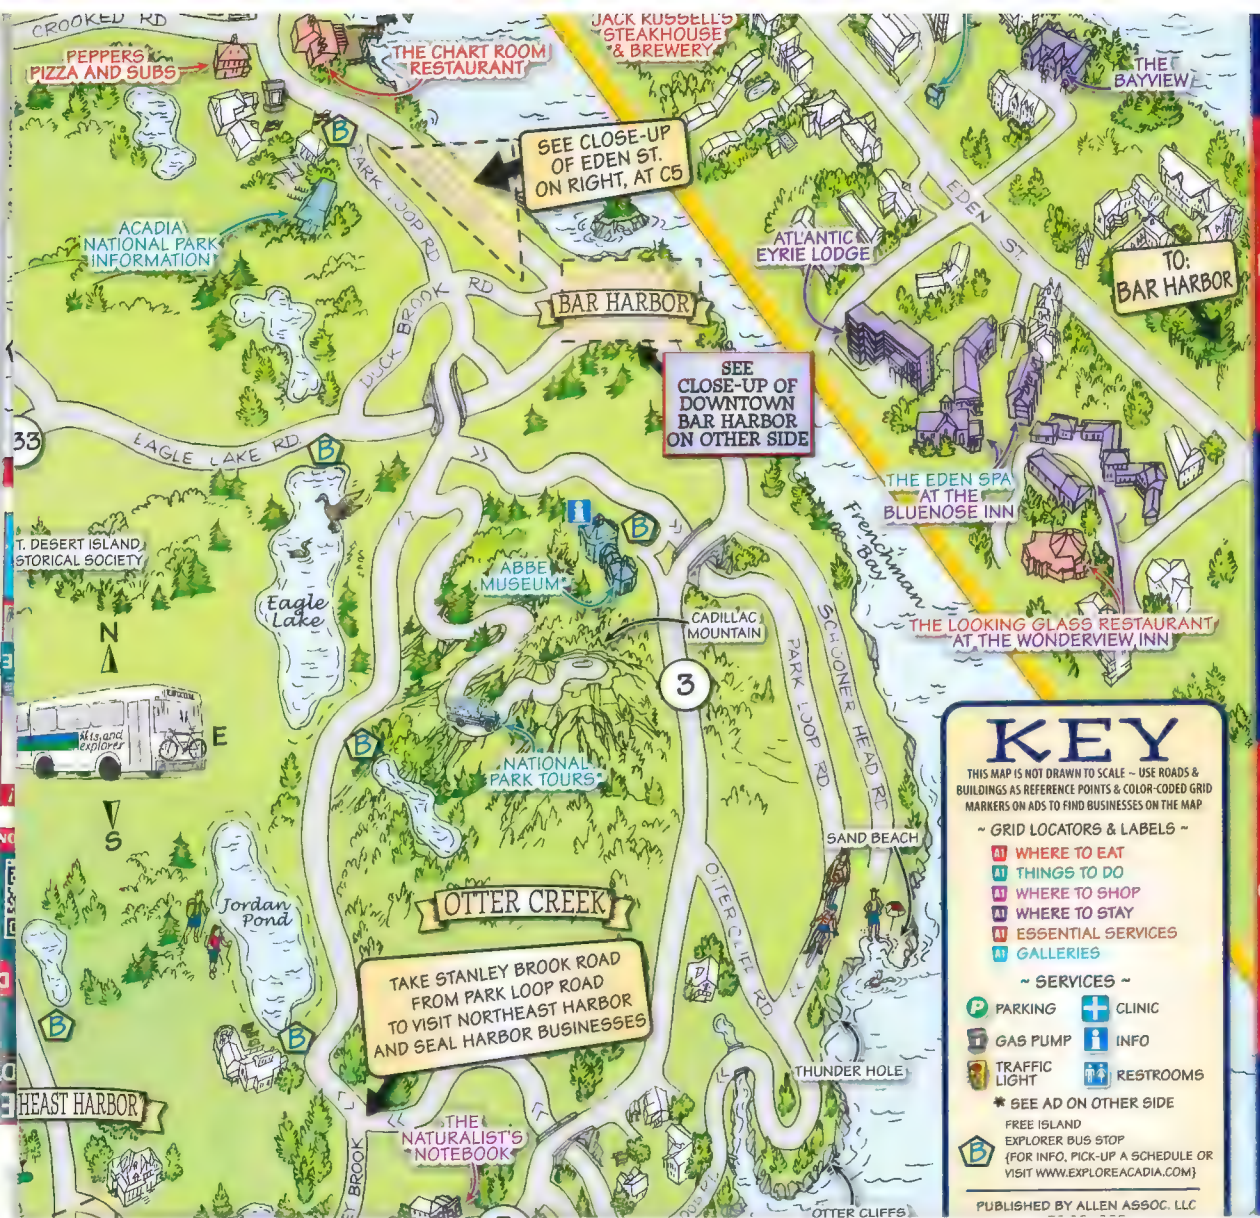 CROOKED RD
PEPPERS
PIZZA AND SUBS
THE CHART ROOM
RESTAURANT
JACK RUSSELL'S
STEAKHOUSE
& BREWERY
THE
BAYVIEW
B
PARK LOOP RD
SEE CLOSE-UP
OF EDEN ST.
ON RIGHT, AT C5
EDEN ST.
ACADIA
NATIONAL PARK
INFORMATION
ATLANTIC
EYRIE LODGE
TO:
BAR HARBOR
DUCK BROOK RD
BAR HARBOR
SEE
CLOSE-UP OF
DOWNTOWN
BAR HARBOR
ON OTHER SIDE
33
EAGLE LAKE RD.
B
THE EDEN SPA
AT THE
BLUENOSE INN
Frenchman
Bay
T. DESERT ISLAND
STORICAL SOCIETY
i
B
ABBE
MUSEUM
Eagle
Lake
CADILLAC
MOUNTAIN
THE LOOKING GLASS RESTAURANT
AT THE WONDERVIEW INN
N
E
S
3
PARK LOOP RD
SCHOONER HEAD RD
island
explorer
B
NATIONAL
PARK TOURS
SAND BEACH
Jordan
Pond
OTTER CREEK
OTTER CLIFF RD.
TAKE STANLEY BROOK ROAD
FROM PARK LOOP ROAD
TO VISIT NORTHEAST HARBOR
AND SEAL HARBOR BUSINESSES
B
B
THUNDER HOLE
HEAST HARBOR
THE
NATURALIST'S
NOTEBOOK
Y BROOK
OTTER CLIFFS
KEY
THIS MAP IS NOT DRAWN TO SCALE ~ USE ROADS &
BUILDINGS AS REFERENCE POINTS & COLOR-CODED GRID
MARKERS ON ADS TO FIND BUSINESSES ON THE MAP
~ GRID LOCATORS & LABELS ~
A1 WHERE TO EAT
A1 THINGS TO DO
A1 WHERE TO SHOP
A1 WHERE TO STAY
A1 ESSENTIAL SERVICES
A1 GALLERIES
~ SERVICES ~
P PARKING
CLINIC
GAS PUMP
i INFO
TRAFFIC
LIGHT
RESTROOMS
* SEE AD ON OTHER SIDE
FREE ISLAND
B EXPLORER BUS STOP
{FOR INFO, PICK-UP A SCHEDULE OR
VISIT WWW.EXPLOREACADIA.COM}
PUBLISHED BY ALLEN ASSOC. LLC